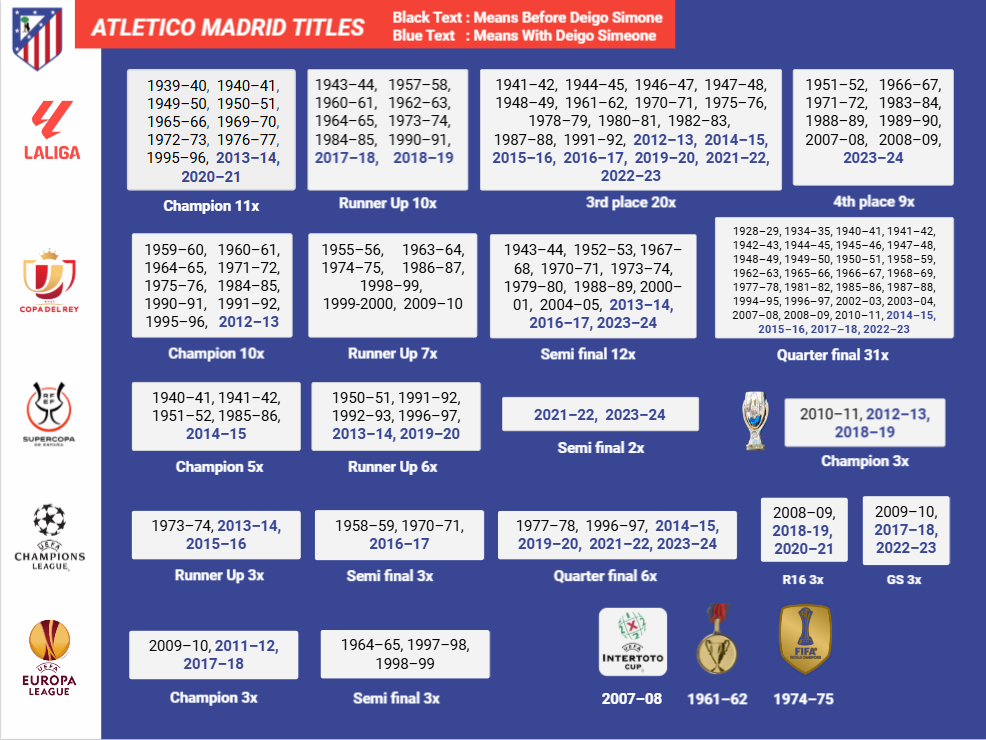 ATLETICO MADRID TITLES
Black Text : Means Before Deigo Simone
Blue Text : Means With Deigo Simeone
LALIGA
1939–40, 1940–41,
1949–50, 1950–51,
1965–66, 1969–70,
1972–73, 1976–77,
1995–96, 2013–14,
2020–21
Champion 11x
1943–44, 1957–58,
1960–61, 1962–63,
1964–65, 1973–74,
1984–85, 1990–91,
2017–18, 2018–19
Runner Up 10x
1941–42, 1944–45, 1946–47, 1947–48,
1948–49, 1961–62, 1970–71, 1975–76,
1978–79, 1980–81, 1982–83,
1987–88, 1991–92, 2012–13, 2014–15,
2015–16, 2016–17, 2019–20, 2021–22,
2022–23
3rd place 20x
1951–52, 1966–67,
1971–72, 1983–84,
1988–89, 1989–90,
2007–08, 2008–09,
2023–24
4th place 9x
COPA DEL REY
1959–60, 1960–61,
1964–65, 1971–72,
1975–76, 1984–85,
1990–91, 1991–92,
1995–96, 2012–13
Champion 10x
1955–56, 1963–64,
1974–75, 1986–87,
1998–99,
1999-2000, 2009–10
Runner Up 7x
1943–44, 1952–53, 1967–
68, 1970–71, 1973–74,
1979–80, 1988–89, 2000–
01, 2004–05, 2013–14,
2016–17, 2023–24
Semi final 12x
1928–29, 1934–35, 1940–41, 1941–42,
1942–43, 1944–45, 1945–46, 1947–48,
1948–49, 1949–50, 1950–51, 1958–59,
1962–63, 1965–66, 1966–67, 1968–69,
1977–78, 1981–82, 1985–86, 1987–88,
1994–95, 1996–97, 2002–03, 2003–04,
2007–08, 2008–09, 2010–11, 2014–15,
2015–16, 2017–18, 2022–23
Quarter final 31x
RF
EF
SUPERCOPA
DE ESPAÑA
1940–41, 1941–42,
1951–52, 1985–86,
2014–15
Champion 5x
1950–51, 1991–92,
1992–93, 1996–97,
2013–14, 2019–20
Runner Up 6x
2021–22, 2023–24
Semi final 2x
2010–11, 2012–13,
2018–19
Champion 3x
UEFA
CHAMPIONS
LEAGUE
1973–74, 2013–14,
2015–16
Runner Up 3x
1958–59, 1970–71,
2016–17
Semi final 3x
1977–78, 1996–97, 2014–15,
2019–20, 2021–22, 2023–24
Quarter final 6x
2008–09,
2018-19,
2020–21
R16 3x
2009–10,
2017–18,
2022–23
GS 3x
UEFA
EUROPA
LEAGUE
2009–10, 2011–12,
2017–18
Champion 3x
1964–65, 1997–98,
1998–99
Semi final 3x
UEFA
INTERTOTO
CUP
2007–08
1961–62
FIFA
WORLD CHAMPIONS
1974–75